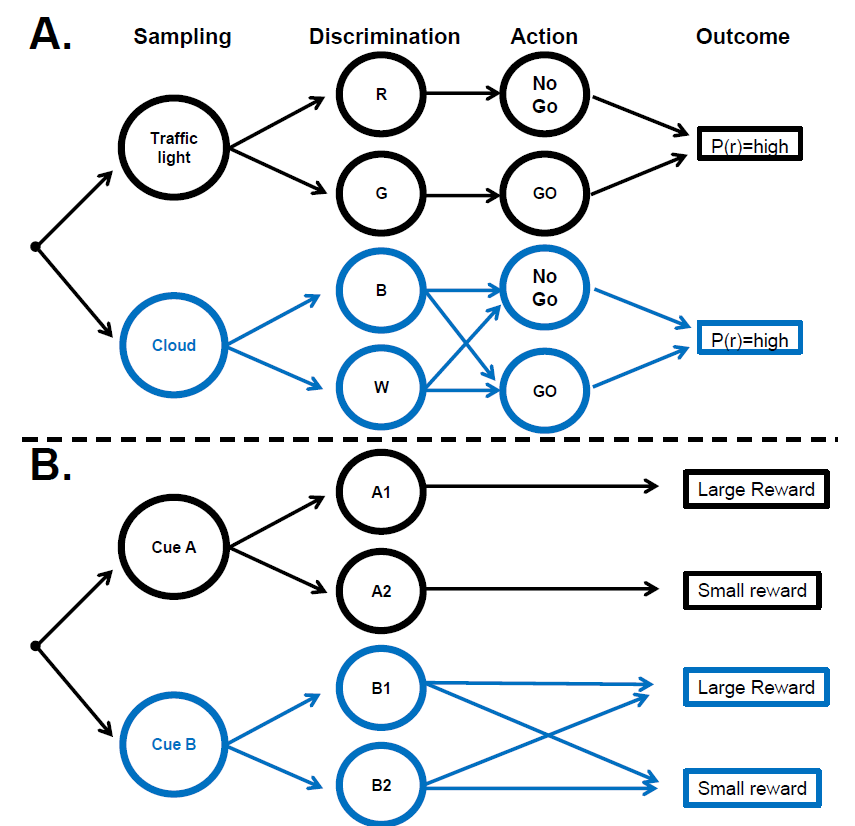 A.
Sampling
Discrimination
Action
Outcome
Traffic
light
R
No
Go
P(r)=high
G
GO
Cloud
B
No
Go
P(r)=high
W
GO
B.
Cue A
A1
Large Reward
A2
Small reward
Cue B
B1
Large Reward
B2
Small reward